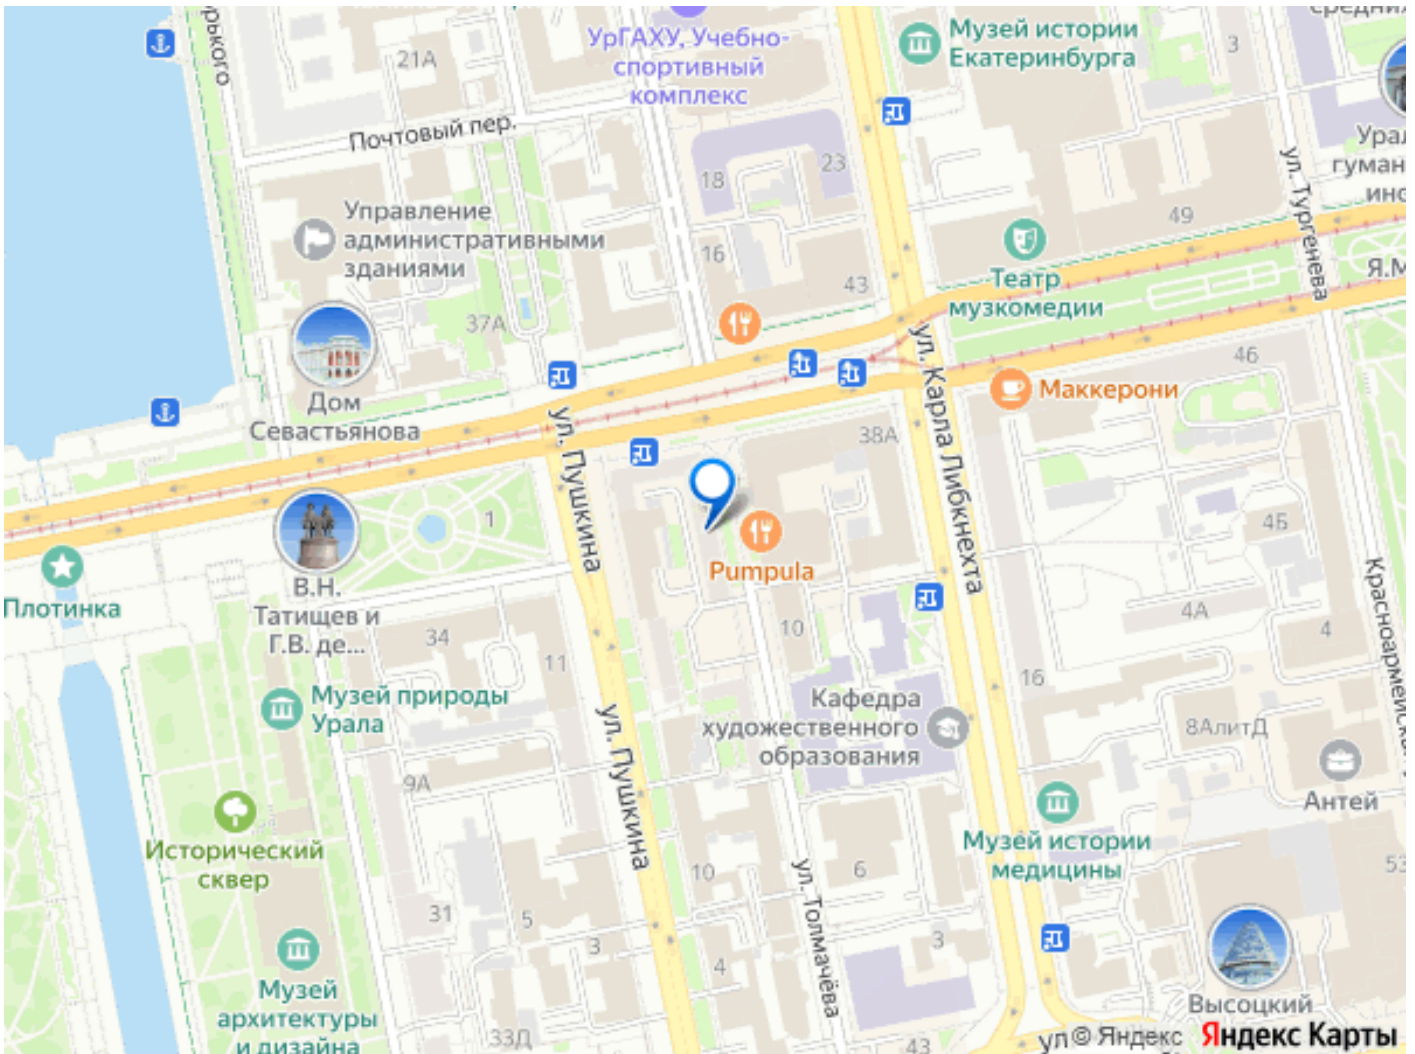 орького
21А
УрГАХУ, Учебно-
спортивный
комплекс
Музей истории
Екатеринбурга
3
Почтовый пер.
18
23
Урал
гуман
инс
ул. Тургенева
Управление
административными
зданиями
16
43
49
Театр
музкомедии
Я.М
37А
Дом
Севастьянова
46
Маккерони
ул. Пушкина
38А
ул. Карла Либкнехта
1
4Б
Pumpula
Плотинка
В.Н.
Татищев и
Г.В. де...
34
11
10
4А
4
Красноармейская
Музей природы
Урала
16
Кафедра
художественного
образования
8АлитД
9А
ул. Пушкина
Антей
Исторический
сквер
Музей истории
медицины
10
6
53
ул. Толмачёва
31
5
3
3
4
Музей
архитектуры
и дизайна
Высоцкий
33Д
43
ул
© Яндекс Яндекс Карты